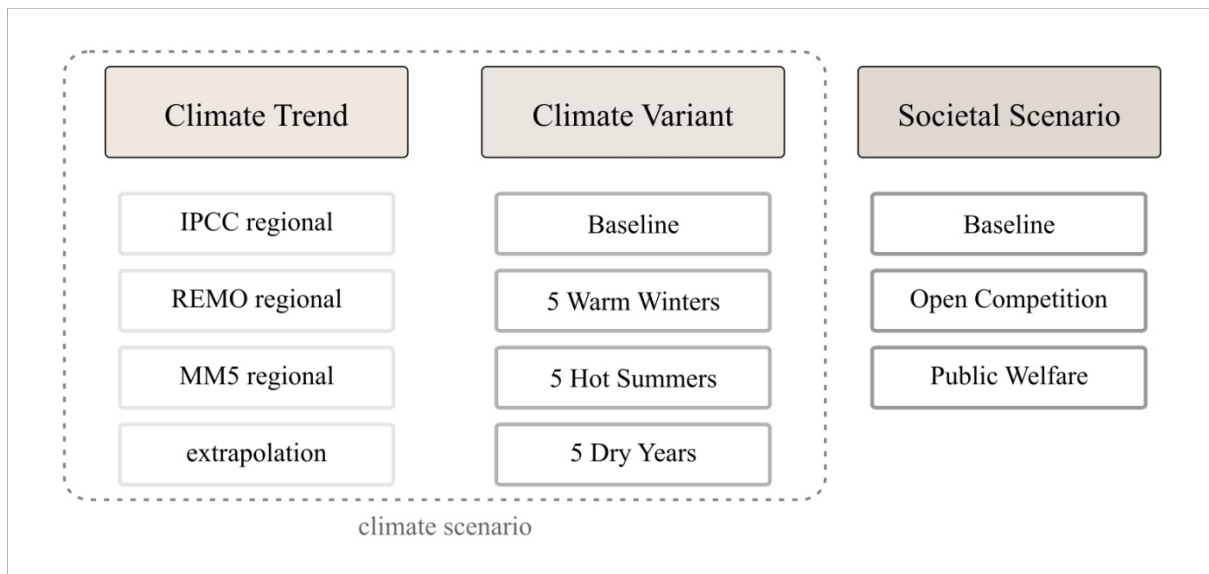 Climate Trend
IPCC regional
REMO regional
MM5 regional
extrapolation
Climate Variant
Baseline
5 Warm Winters
5 Hot Summers
5 Dry Years
climate scenario
Societal Scenario
Baseline
Open Competition
Public Welfare